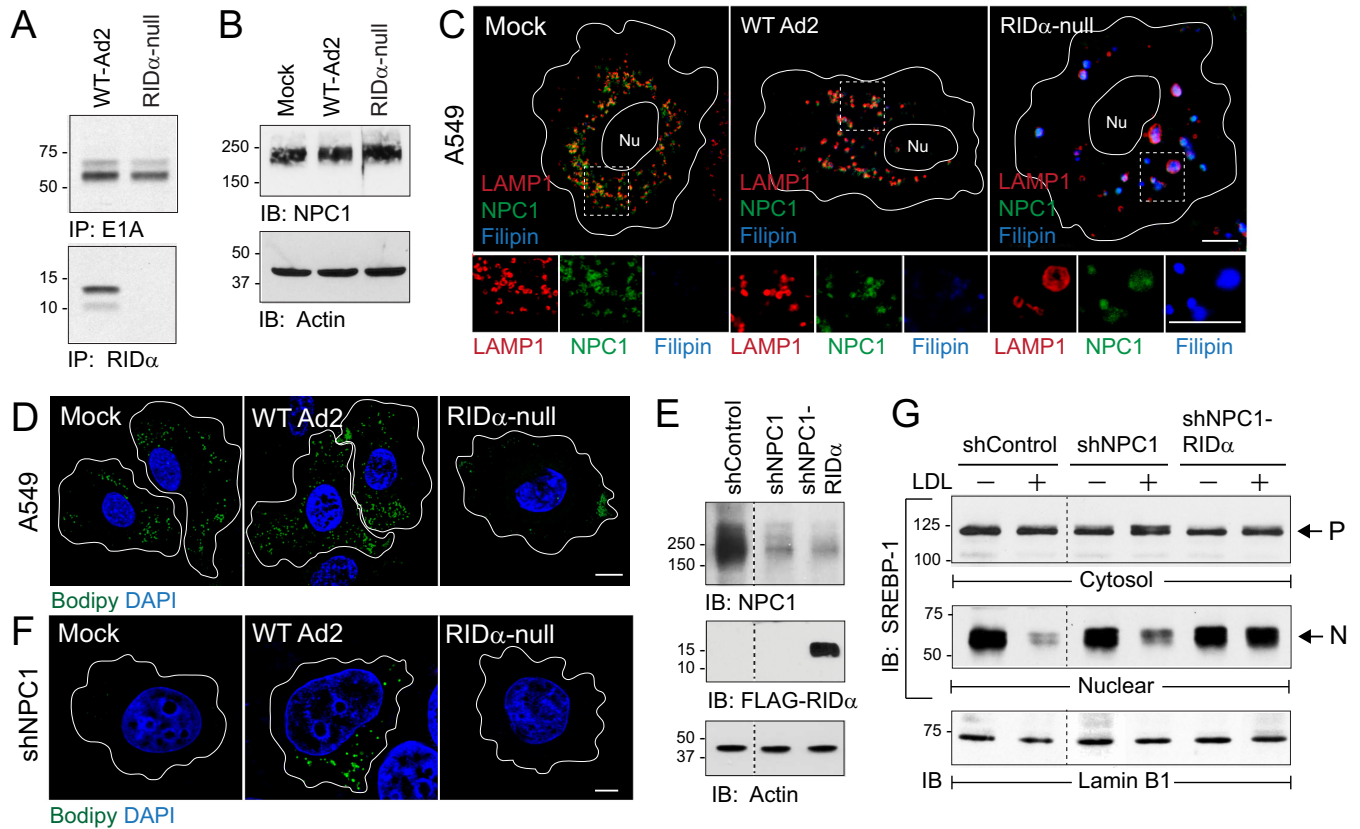 A
WT-Ad2
RIDα-null
75
50
IP: E1A
15
10
IP: RIDα
B
Mock
WT-Ad2
RIDα-null
250
150
IB: NPC1
50
37
IB: Actin
C
A549
Mock
Nu
LAMP1
NPC1
Filipin
WT Ad2
Nu
LAMP1
NPC1
Filipin
RIDα-null
Nu
LAMP1
NPC1
Filipin
LAMP1 NPC1 Filipin LAMP1 NPC1 Filipin LAMP1 NPC1 Filipin
D
A549
Mock
WT Ad2
RIDα-null
Bodipy DAPI
E
shControl
shNPC1
shNPC1-
RIDα
250
150
IB: NPC1
15
10
IB: FLAG-RIDα
50
37
IB: Actin
F
shNPC1
Mock
WT Ad2
RIDα-null
Bodipy DAPI
G
shControl
shNPC1
shNPC1-
RIDα
LDL − + − + − +
IB: SREBP-1
125
100
P
Cytosol
75
50
N
Nuclear
75
IB
Lamin B1